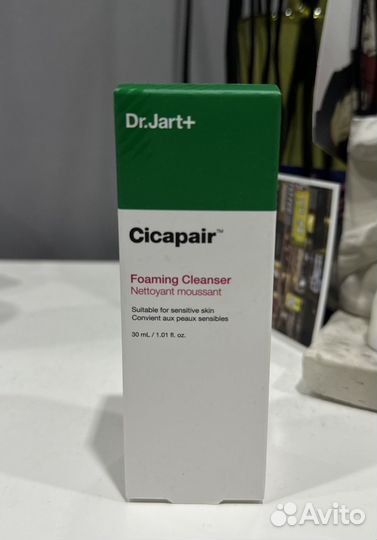 Dr.Jart+
Cicapair™
Foaming Cleanser
Nettoyant moussant
Suitable for sensitive skin
Convient aux peaux sensibles
30 mL / 1.01 fl. oz.
Avito